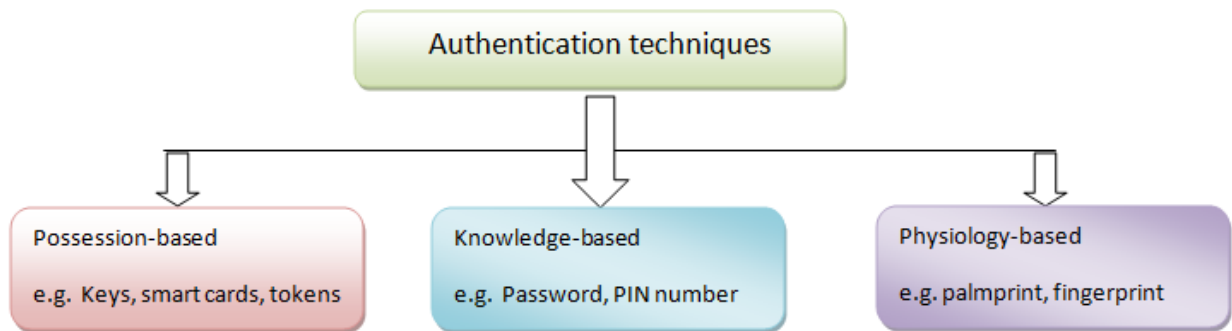 Authentication techniques
Possession-based
e.g. Keys, smart cards, tokens
Knowledge-based
e.g. Password, PIN number
Physiology-based
e.g. palmprint, fingerprint